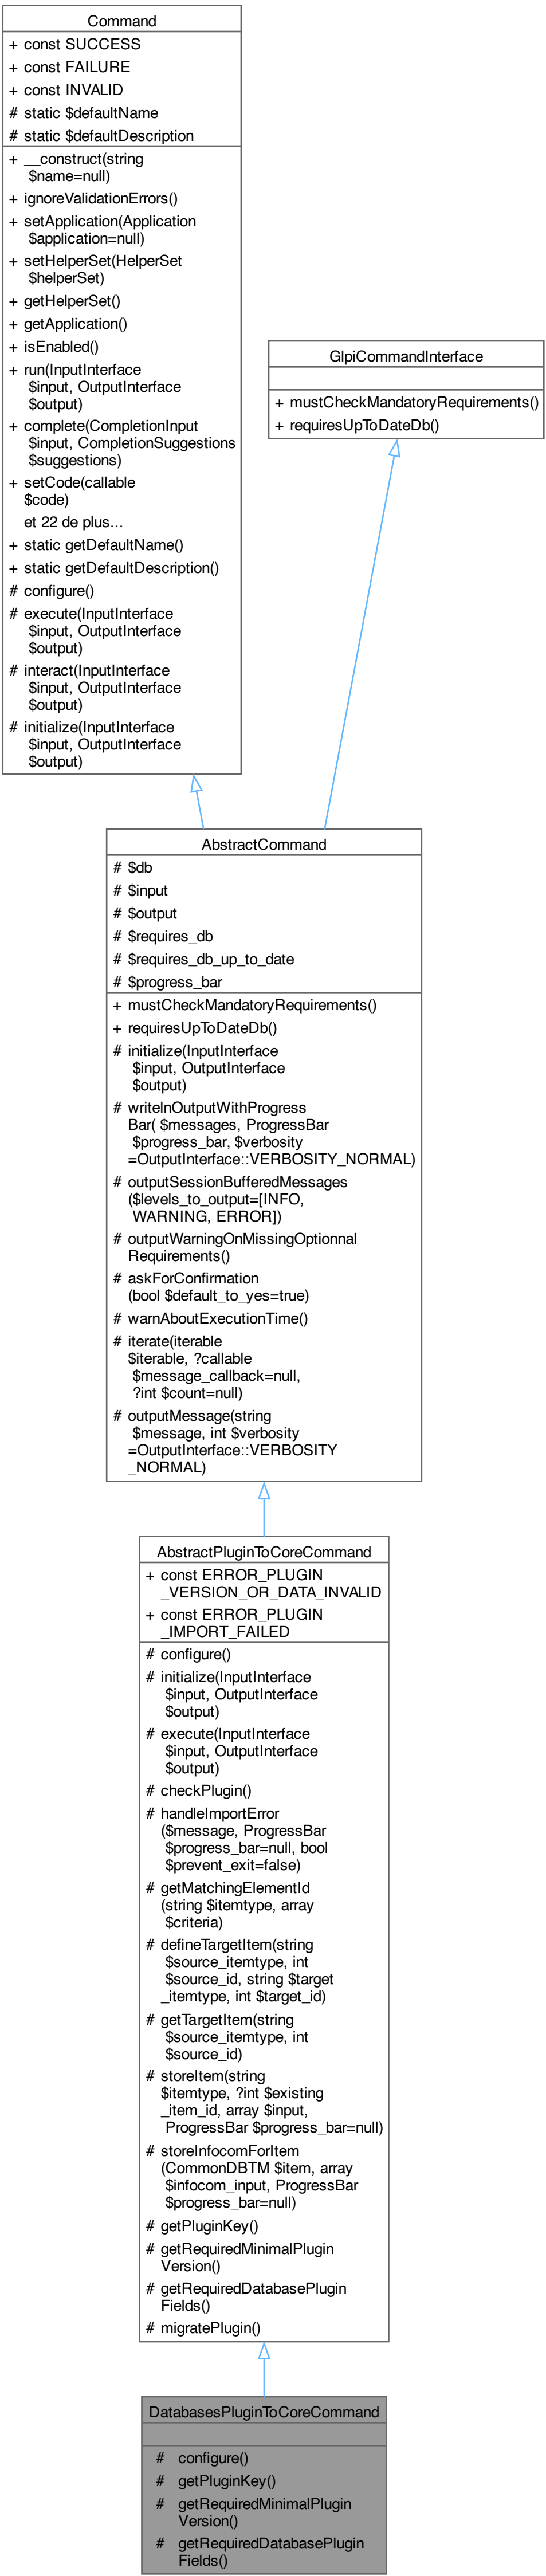 Command
+ const SUCCESS
+ const FAILURE
+ const INVALID
# static $defaultName
# static $defaultDescription
+ __construct(string
$name=null)
+ ignoreValidationErrors()
+ setApplication(Application
$application=null)
+ setHelperSet(HelperSet
$helperSet)
+ getHelperSet()
+ getApplication()
+ isEnabled()
+ run(InputInterface
$input, OutputInterface
$output)
+ complete(CompletionInput
$input, CompletionSuggestions
$suggestions)
+ setCode(callable
$code)
et 22 de plus...
+ static getDefaultName()
+ static getDefaultDescription()
# configure()
# execute(InputInterface
$input, OutputInterface
$output)
# interact(InputInterface
$input, OutputInterface
$output)
# initialize(InputInterface
$input, OutputInterface
$output)
GlpiCommandInterface
+ mustCheckMandatoryRequirements()
+ requiresUpToDateDb()
AbstractCommand
# $db
# $input
# $output
# $requires_db
# $requires_db_up_to_date
# $progress_bar
+ mustCheckMandatoryRequirements()
+ requiresUpToDateDb()
# initialize(InputInterface
$input, OutputInterface
$output)
# writelnOutputWithProgress
Bar( $messages, ProgressBar
$progress_bar, $verbosity
=OutputInterface::VERBOSITY_NORMAL)
# outputSessionBufferedMessages
($levels_to_output=[INFO,
WARNING, ERROR])
# outputWarningOnMissingOptionnal
Requirements()
# askForConfirmation
(bool $default_to_yes=true)
# warnAboutExecutionTime()
# iterate(iterable
$iterable, ?callable
$message_callback=null,
?int $count=null)
# outputMessage(string
$message, int $verbosity
=OutputInterface::VERBOSITY
_NORMAL)
AbstractPluginToCoreCommand
+ const ERROR_PLUGIN
_VERSION_OR_DATA_INVALID
+ const ERROR_PLUGIN
_IMPORT_FAILED
# configure()
# initialize(InputInterface
$input, OutputInterface
$output)
# execute(InputInterface
$input, OutputInterface
$output)
# checkPlugin()
# handleImportError
($message, ProgressBar
$progress_bar=null, bool
$prevent_exit=false)
# getMatchingElementId
(string $itemtype, array
$criteria)
# defineTargetItem(string
$source_itemtype, int
$source_id, string $target
_itemtype, int $target_id)
# getTargetItem(string
$source_itemtype, int
$source_id)
# storeItem(string
$itemtype, ?int $existing
_item_id, array $input,
ProgressBar $progress_bar=null)
# storeInfocomForItem
(CommonDBTM $item, array
$infocom_input, ProgressBar
$progress_bar=null)
# getPluginKey()
# getRequiredMinimalPlugin
Version()
# getRequiredDatabasePlugin
Fields()
# migratePlugin()
DatabasesPluginToCoreCommand
# configure()
# getPluginKey()
# getRequiredMinimalPlugin
Version()
# getRequiredDatabasePlugin
Fields()